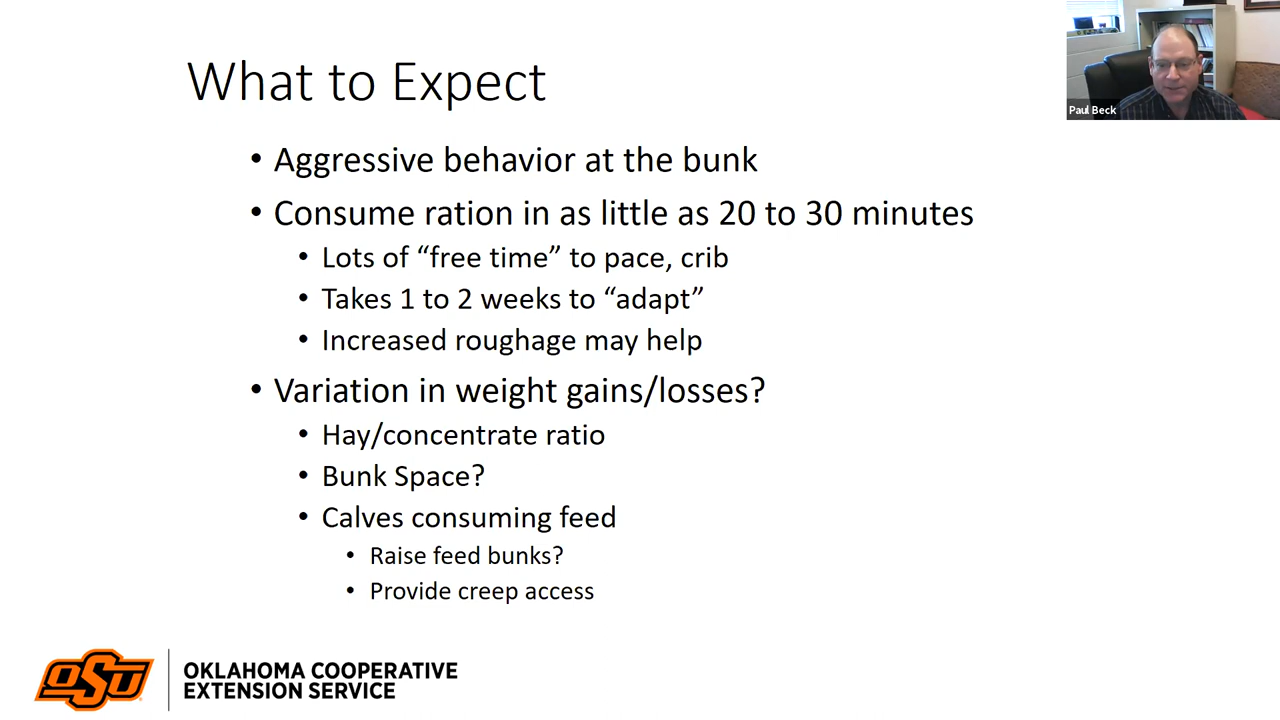 What to Expect
• Aggressive behavior at the bunk
• Consume ration in as little as 20 to 30 minutes
• Lots of “free time” to pace, crib
• Takes 1 to 2 weeks to “adapt”
• Increased roughage may help
• Variation in weight gains/losses?
• Hay/concentrate ratio
• Bunk Space?
• Calves consuming feed
• Raise feed bunks?
• Provide creep access
Paul Beck
OSU
OKLAHOMA COOPERATIVE
EXTENSION SERVICE